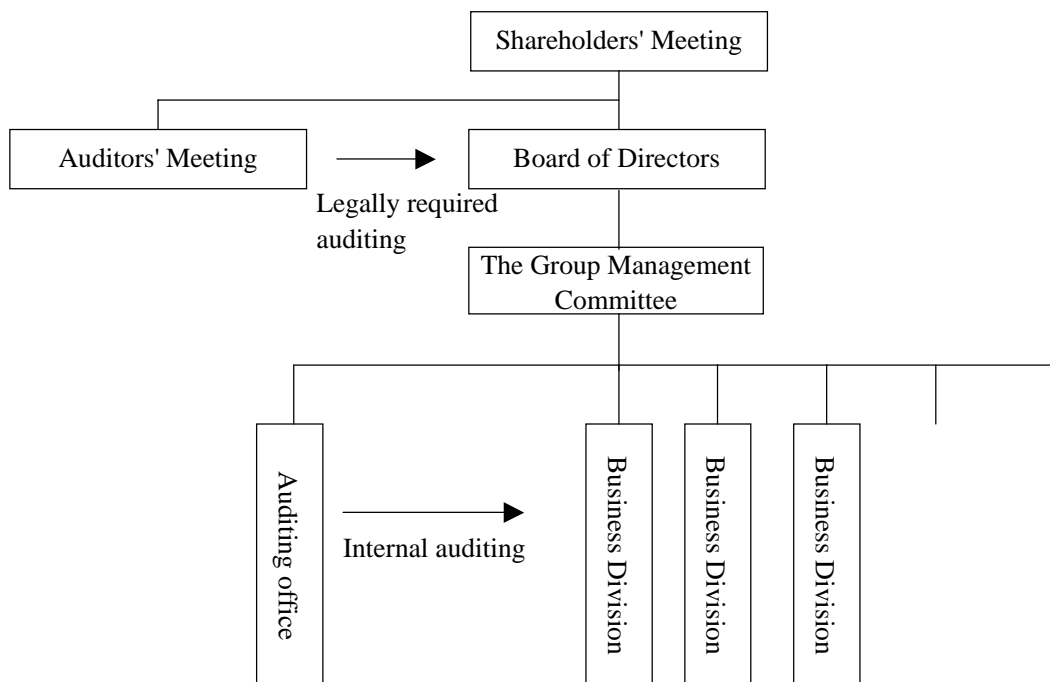 Shareholders' Meeting
Auditors' Meeting
Board of Directors
Legally required
auditing
The Group Management
Committee
Auditing office
Internal auditing
Business Division
Business Division
Business Division